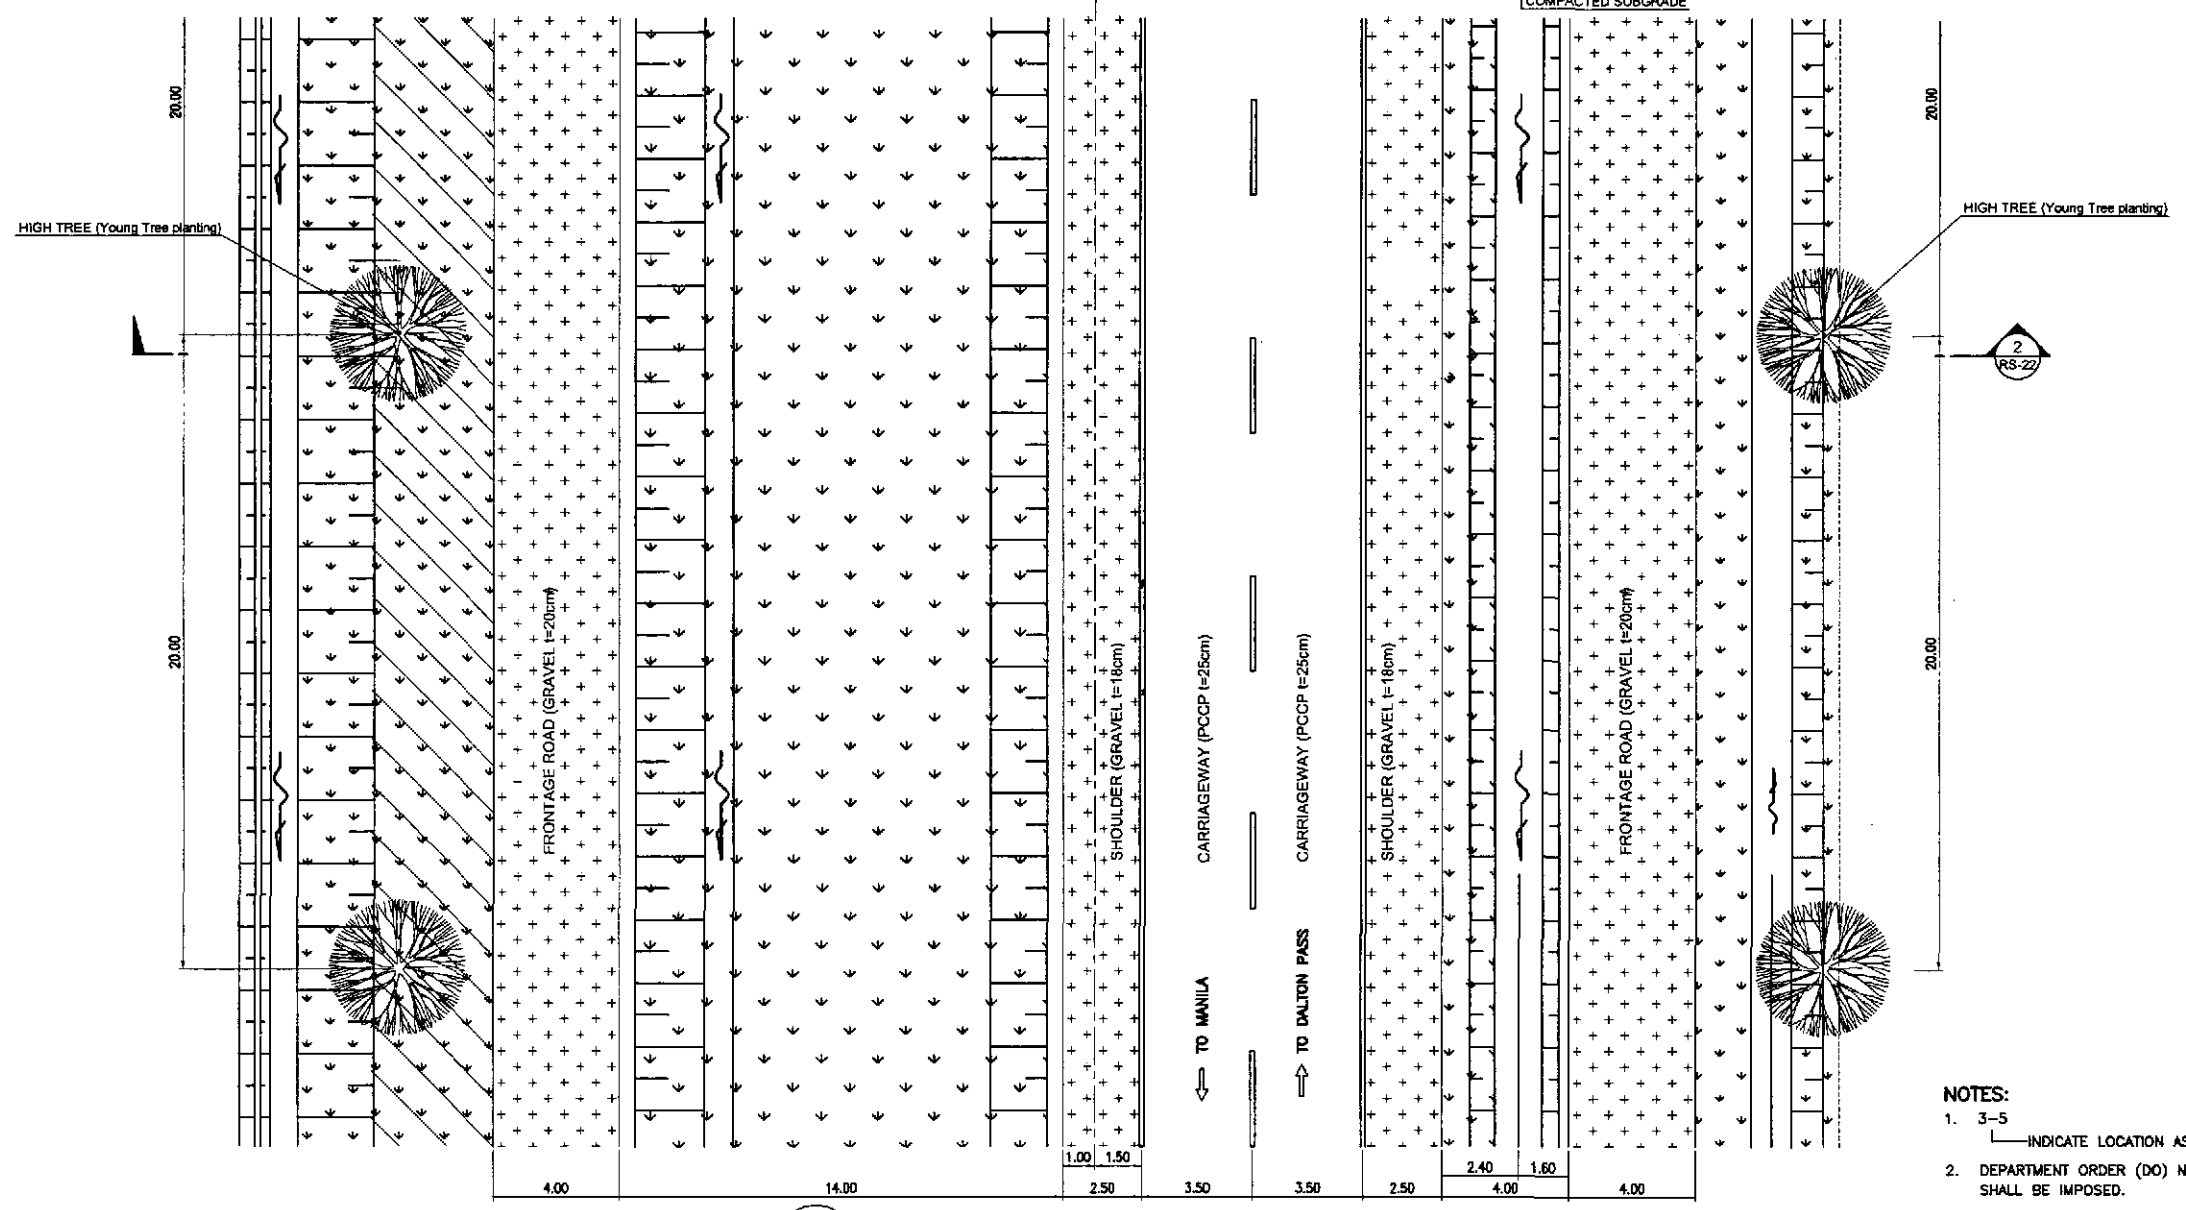 COMPACTED SUBGRADE
20.00
20.00
HIGH TREE (Young Tree planting)
HIGH TREE (Young Tree planting)
2
RS-22
20.00
20.00
FRONTAGE ROAD (GRAVEL t=20cm)
SHOULDER (GRAVEL t=18cm)
CARRIAGEWAY (PCCP t=25cm)
CARRIAGEWAY (PCCP t=25cm)
SHOULDER (GRAVEL t=18cm)
FRONTAGE ROAD (GRAVEL t=20cm)
TO MANILA
TO DALTON PASS
NOTES:
1. 3-5
INDICATE LOCATION AS
2. DEPARTMENT ORDER (DO) N
SHALL BE IMPOSED.
1.00 1.50 2.40 1.60
4.00 14.00 2.50 3.50 3.50 2.50 4.00 4.00